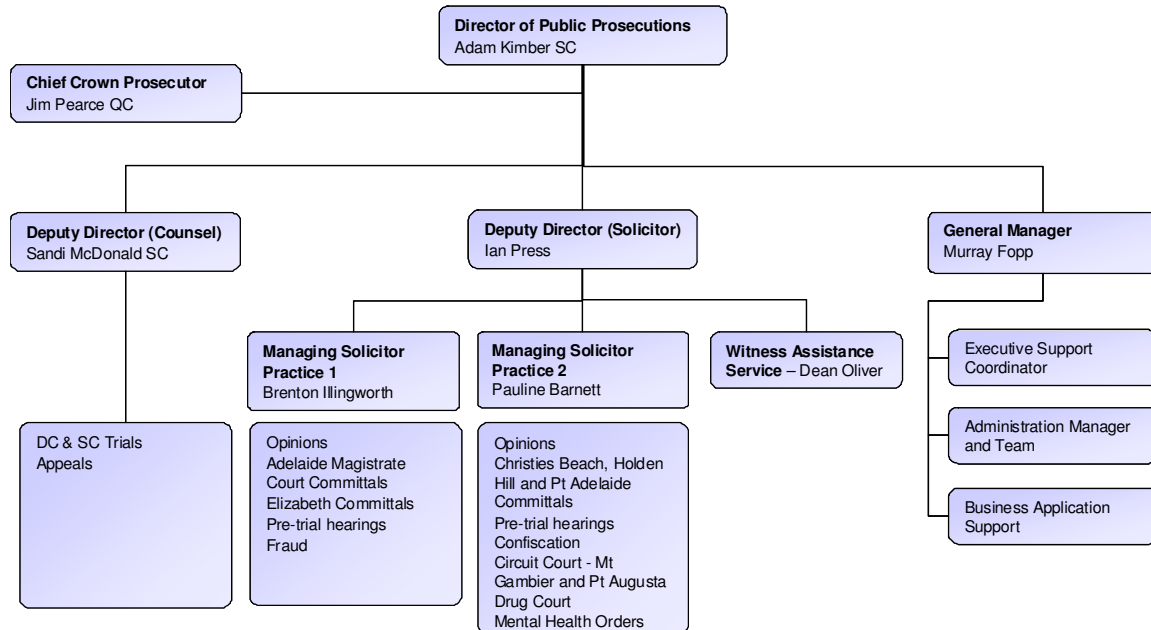 Director of Public Prosecutions
Adam Kimber SC
Chief Crown Prosecutor
Jim Pearce QC
Deputy Director (Counsel)
Sandi McDonald SC
Deputy Director (Solicitor)
Ian Press
General Manager
Murray Fopp
Managing Solicitor
Practice 1
Brenton Illingworth
Managing Solicitor
Practice 2
Pauline Barnett
Witness Assistance
Service – Dean Oliver
Executive Support
Coordinator
Administration Manager
and Team
Business Application
Support
DC & SC Trials
Appeals
Opinions
Adelaide Magistrate
Court Committals
Elizabeth Committals
Pre-trial hearings
Fraud
Opinions
Christies Beach, Holden
Hill and Pt Adelaide
Committals
Pre-trial hearings
Confiscation
Circuit Court - Mt
Gambier and Pt Augusta
Drug Court
Mental Health Orders